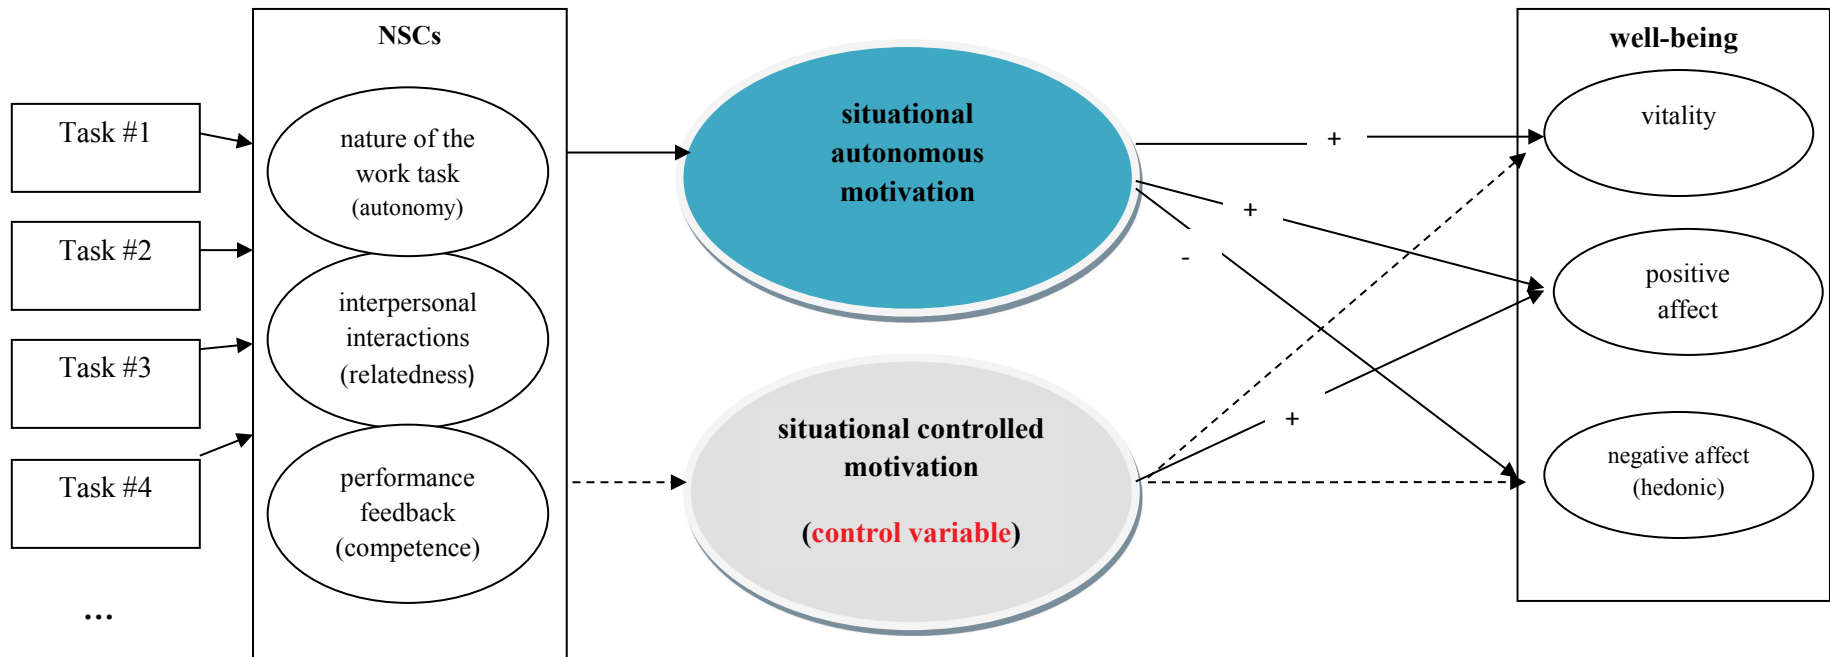 Task #1
Task #2
Task #3
Task #4
...
NSCs
nature of the
work task
(autonomy)
interpersonal
interactions
(relatedness)
performance
feedback
(competence)
situational
autonomous
motivation
situational controlled
motivation
(control variable)
+
+
-
+
well-being
vitality
positive
affect
negative affect
(hedonic)